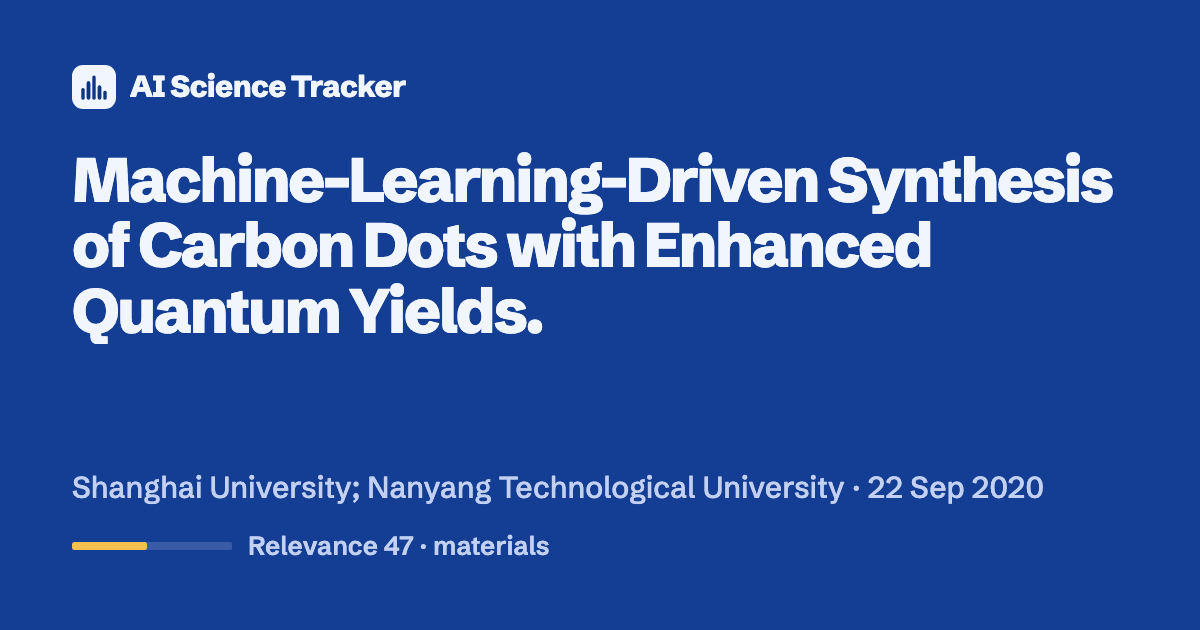 AI Science Tracker
Machine-Learning-Driven Synthesis
of Carbon Dots with Enhanced
Quantum Yields.
Shanghai University; Nanyang Technological University · 22 Sep 2020
Relevance 47 · materials